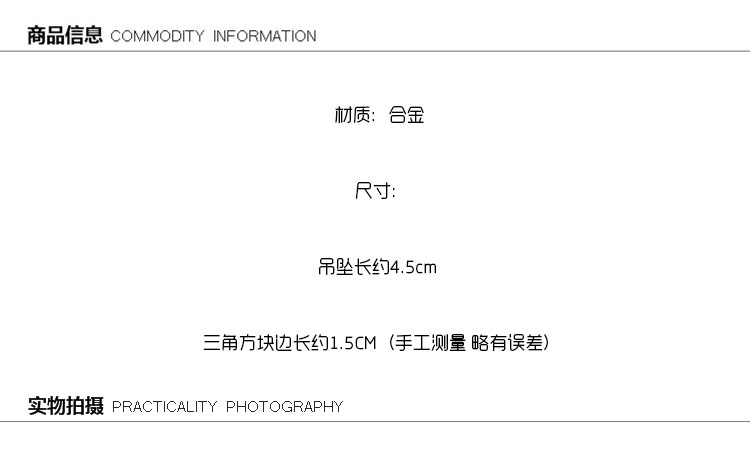 商品信息 COMMODITY INFORMATION
材质: 合金
尺寸:
吊坠长约4.5cm
三角方块边长约1.5CM (手工测量 略有误差)
实物拍摄 PRACTICALITY PHOTOGRAPHY